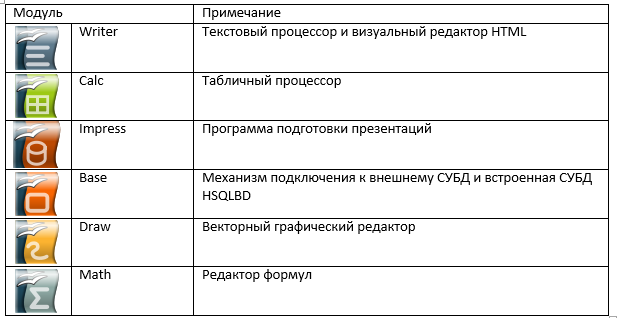 Модуль Примечание
Writer Текстовый процессор и визуальный редактор HTML
Calc Табличный процессор
Impress Программа подготовки презентаций
Base Механизм подключения к внешнему СУБД и встроенная СУБД
HSQLBD
Draw Векторный графический редактор
Math Редактор формул